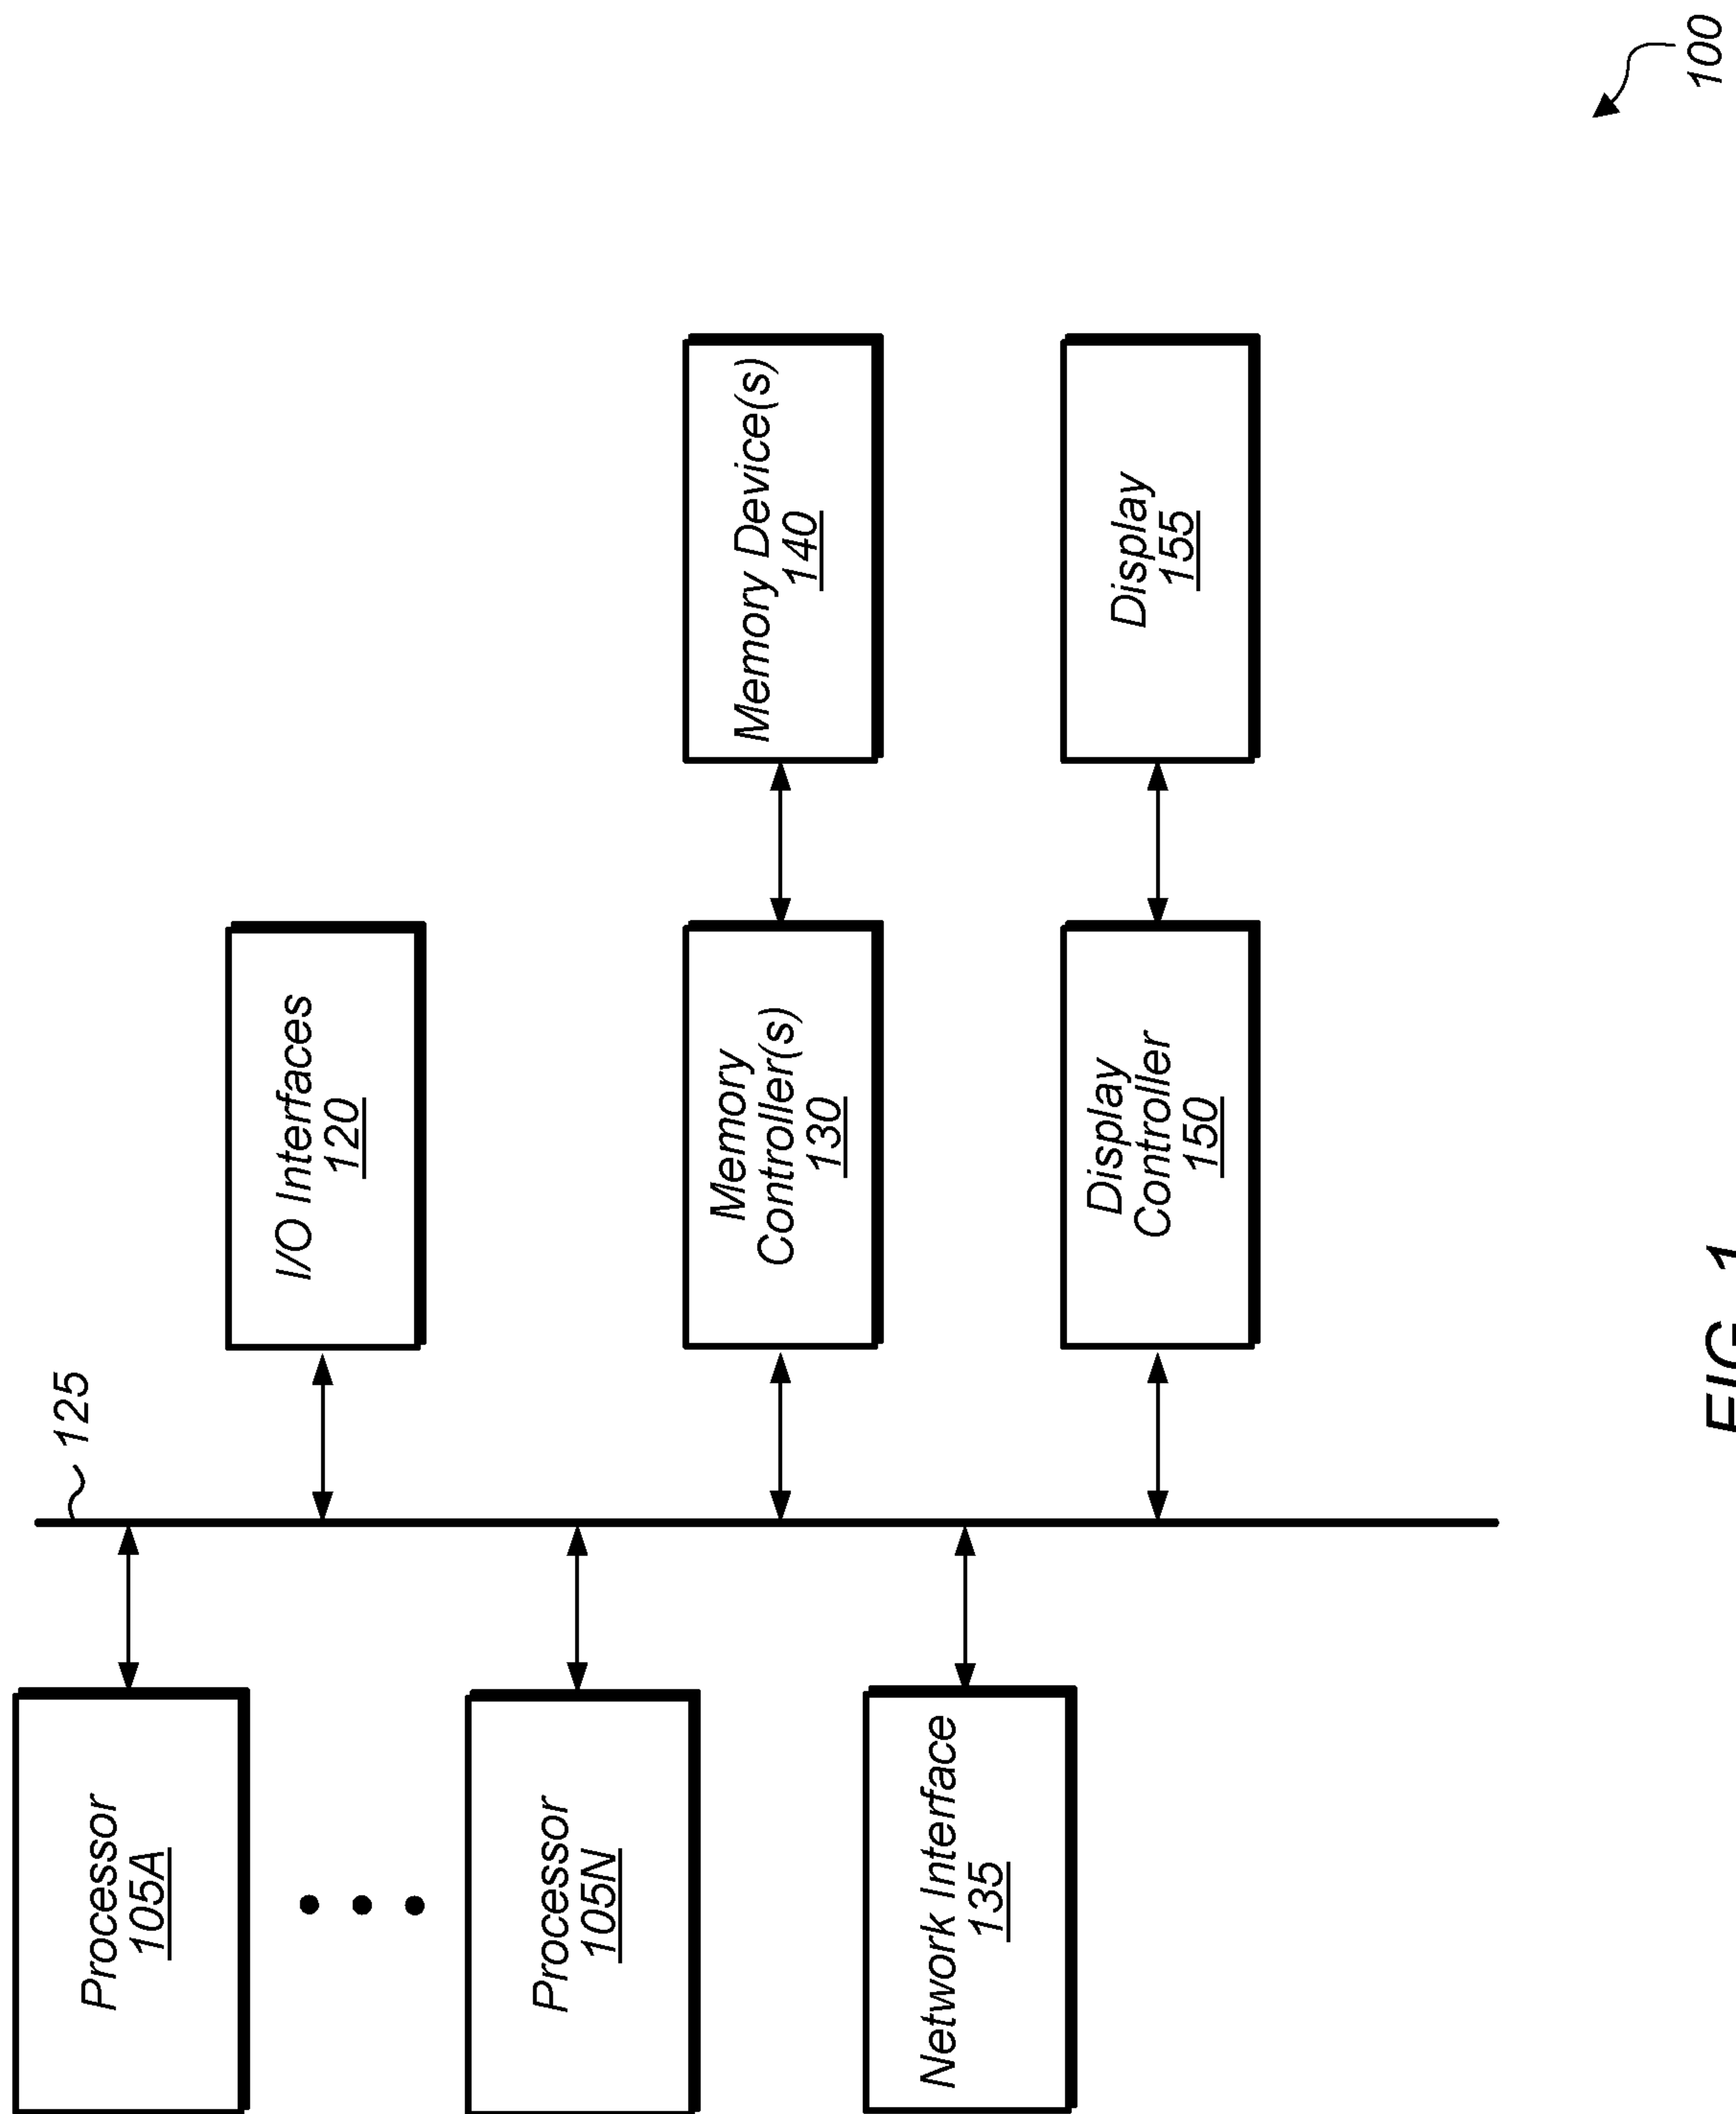 125
Processor
105A
I/O Interfaces
120
Processor
105N
Memory
Controller(s)
130
Memory Device(s)
140
Network Interface
135
Display
Controller
150
Display
155
100
FIG. 1